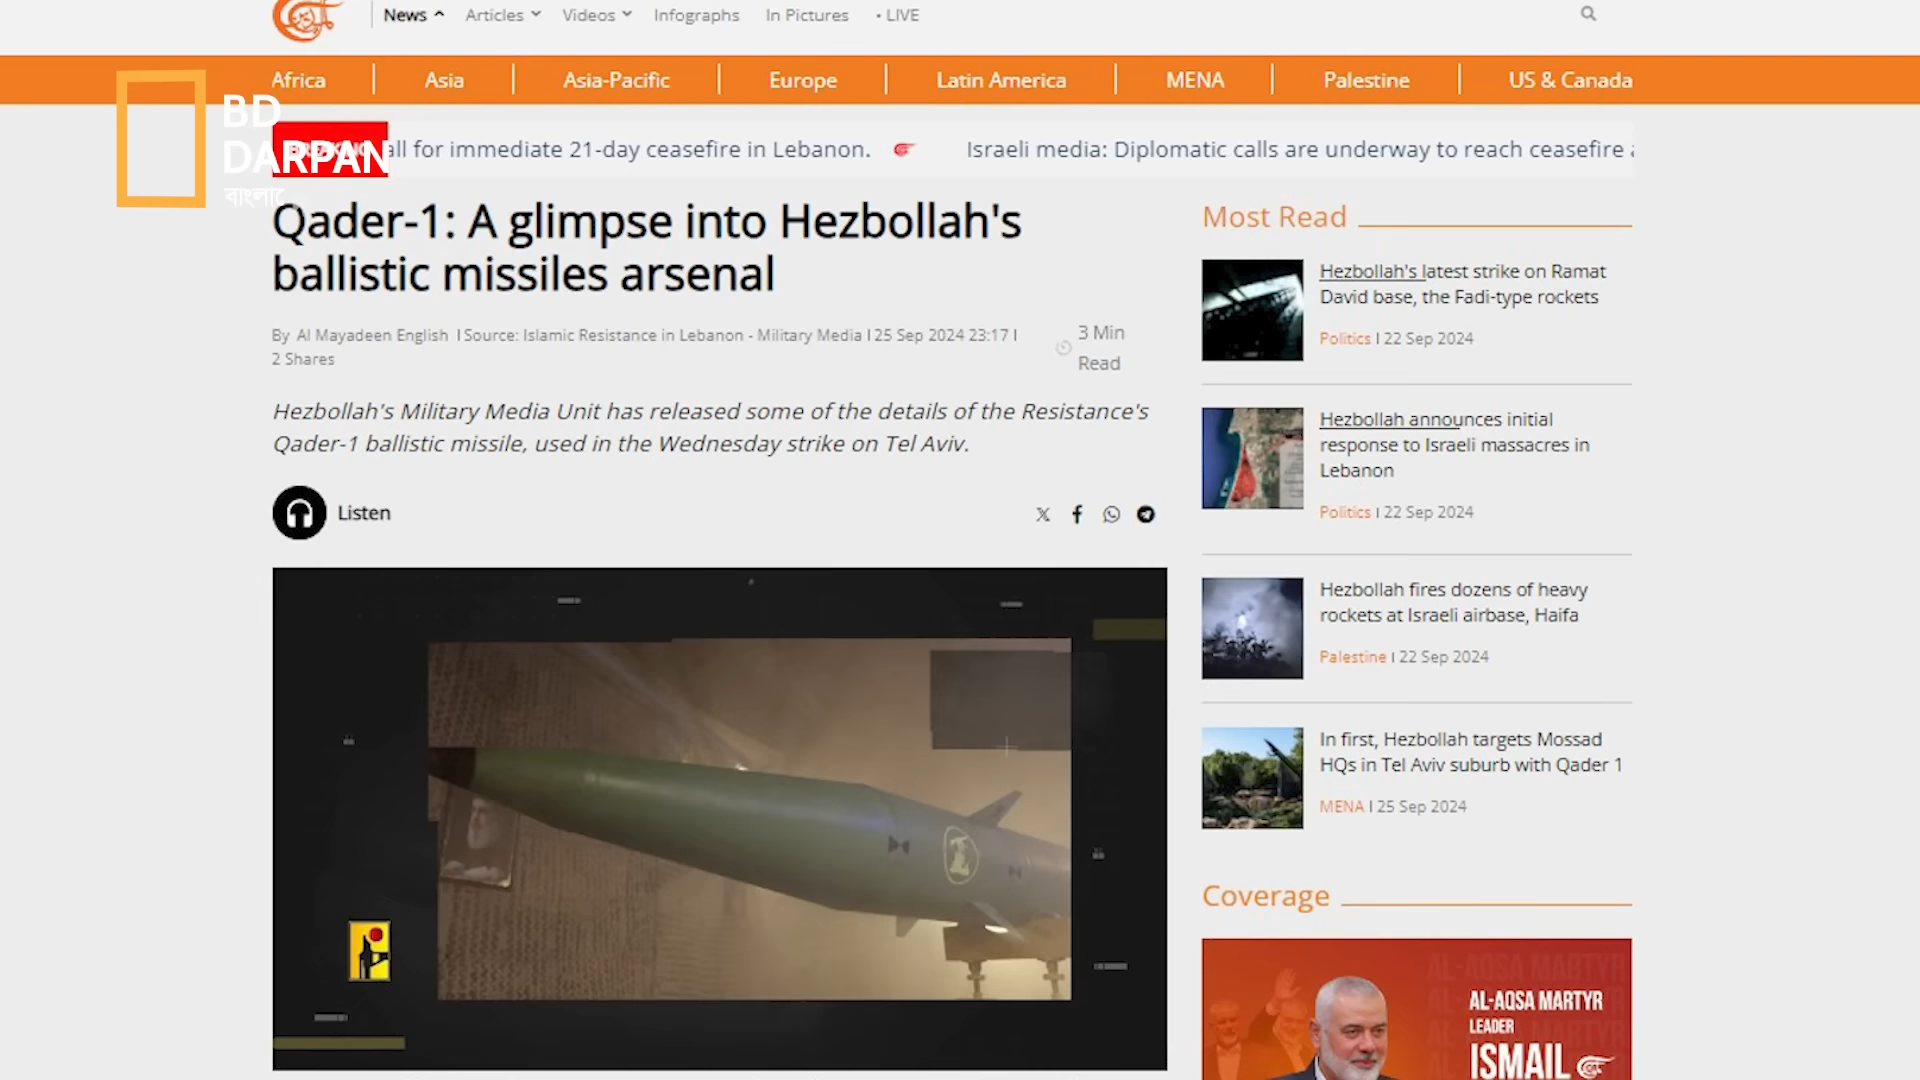 News
Articles
Videos
Infographs
In Pictures
• LIVE
Africa
Asia
Asia-Pacific
Europe
Latin America
MENA
Palestine
US & Canada
BD
DARPAN
বাংলা
all for immediate 21-day ceasefire in Lebanon.
Israeli media: Diplomatic calls are underway to reach ceasefire
Qader-1: A glimpse into Hezbollah's
ballistic missiles arsenal
By Al Mayadeen English | Source: Islamic Resistance in Lebanon - Military Media | 25 Sep 2024 23:17 |
2 Shares
3 Min
Read
Hezbollah's Military Media Unit has released some of the details of the Resistance's
Qader-1 ballistic missile, used in the Wednesday strike on Tel Aviv.
Listen
Most Read
Hezbollah's latest strike on Ramat
David base, the Fadi-type rockets
Politics | 22 Sep 2024
Hezbollah announces initial
response to Israeli massacres in
Lebanon
Politics | 22 Sep 2024
Hezbollah fires dozens of heavy
rockets at Israeli airbase, Haifa
Palestine | 22 Sep 2024
In first, Hezbollah targets Mossad
HQs in Tel Aviv suburb with Qader 1
MENA | 25 Sep 2024
Coverage
AL-AQSA MARTYR
LEADER
ISMAIL